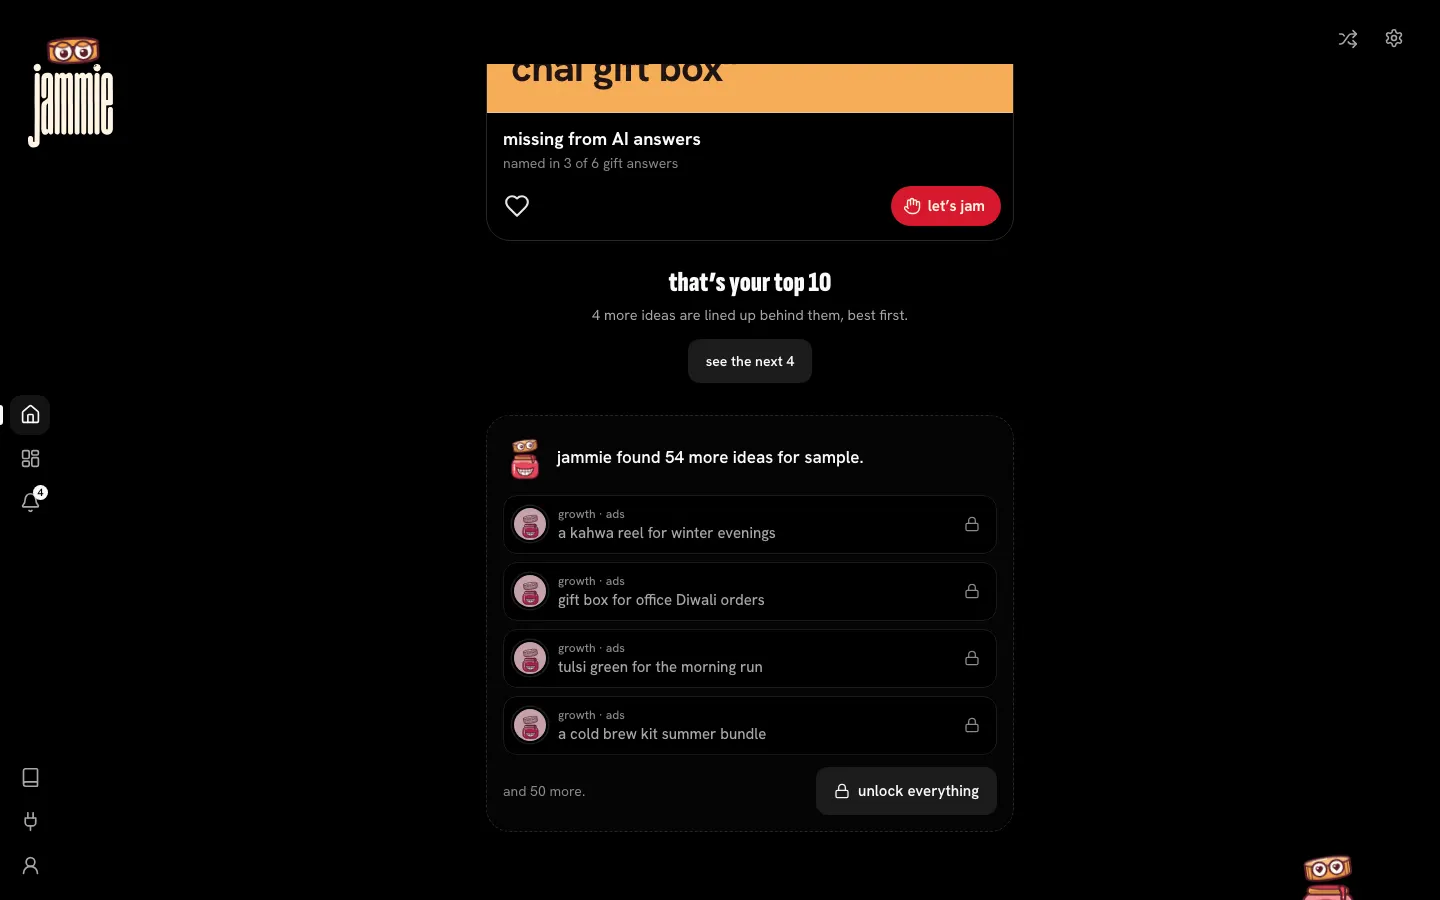 jammie
chai gift box
missing from AI answers
named in 3 of 6 gift answers
let's jam
that's your top 10
4 more ideas are lined up behind them, best first.
see the next 4
4
jammie found 54 more ideas for sample.
growth · ads
a kahwa reel for winter evenings
growth · ads
gift box for office Diwali orders
growth · ads
tulsi green for the morning run
growth · ads
a cold brew kit summer bundle
and 50 more.
unlock everything